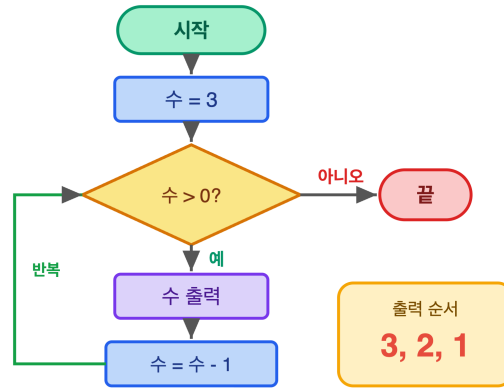 시작
수 = 3
수 > 0?
아니오
끝
예
반복
수 출력
수 = 수 - 1
출력 순서
3, 2, 1